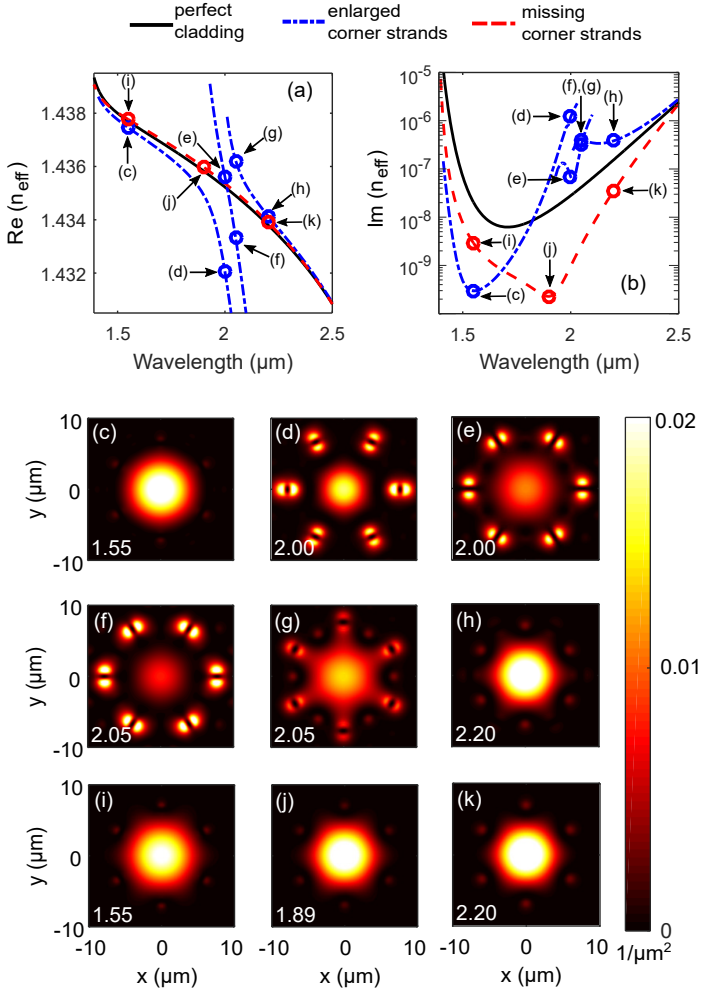 perfect cladding
enlarged corner strands
missing corner strands
(a)
Re (n_eff)
1.438
1.436
1.434
1.432
1.5
2
2.5
Wavelength (µm)
(i)
(c)
(e)
(g)
(j)
(h)
(k)
(f)
(d)
(b)
Im (n_eff)
10⁻⁵
10⁻⁶
10⁻⁷
10⁻⁸
10⁻⁹
1.5
2
2.5
Wavelength (µm)
(f),(g)
(d)
(h)
(e)
(k)
(i)
(j)
(c)
10
0
-10
y (µm)
(c)
1.55
(d)
2.00
(e)
2.00
10
0
-10
y (µm)
(f)
2.05
(g)
2.05
(h)
2.20
10
0
-10
y (µm)
(i)
1.55
(j)
1.89
(k)
2.20
-10 0 10
-10 0 10
-10 0 10
x (µm)
x (µm)
x (µm)
0.02
0.01
0
1/µm²